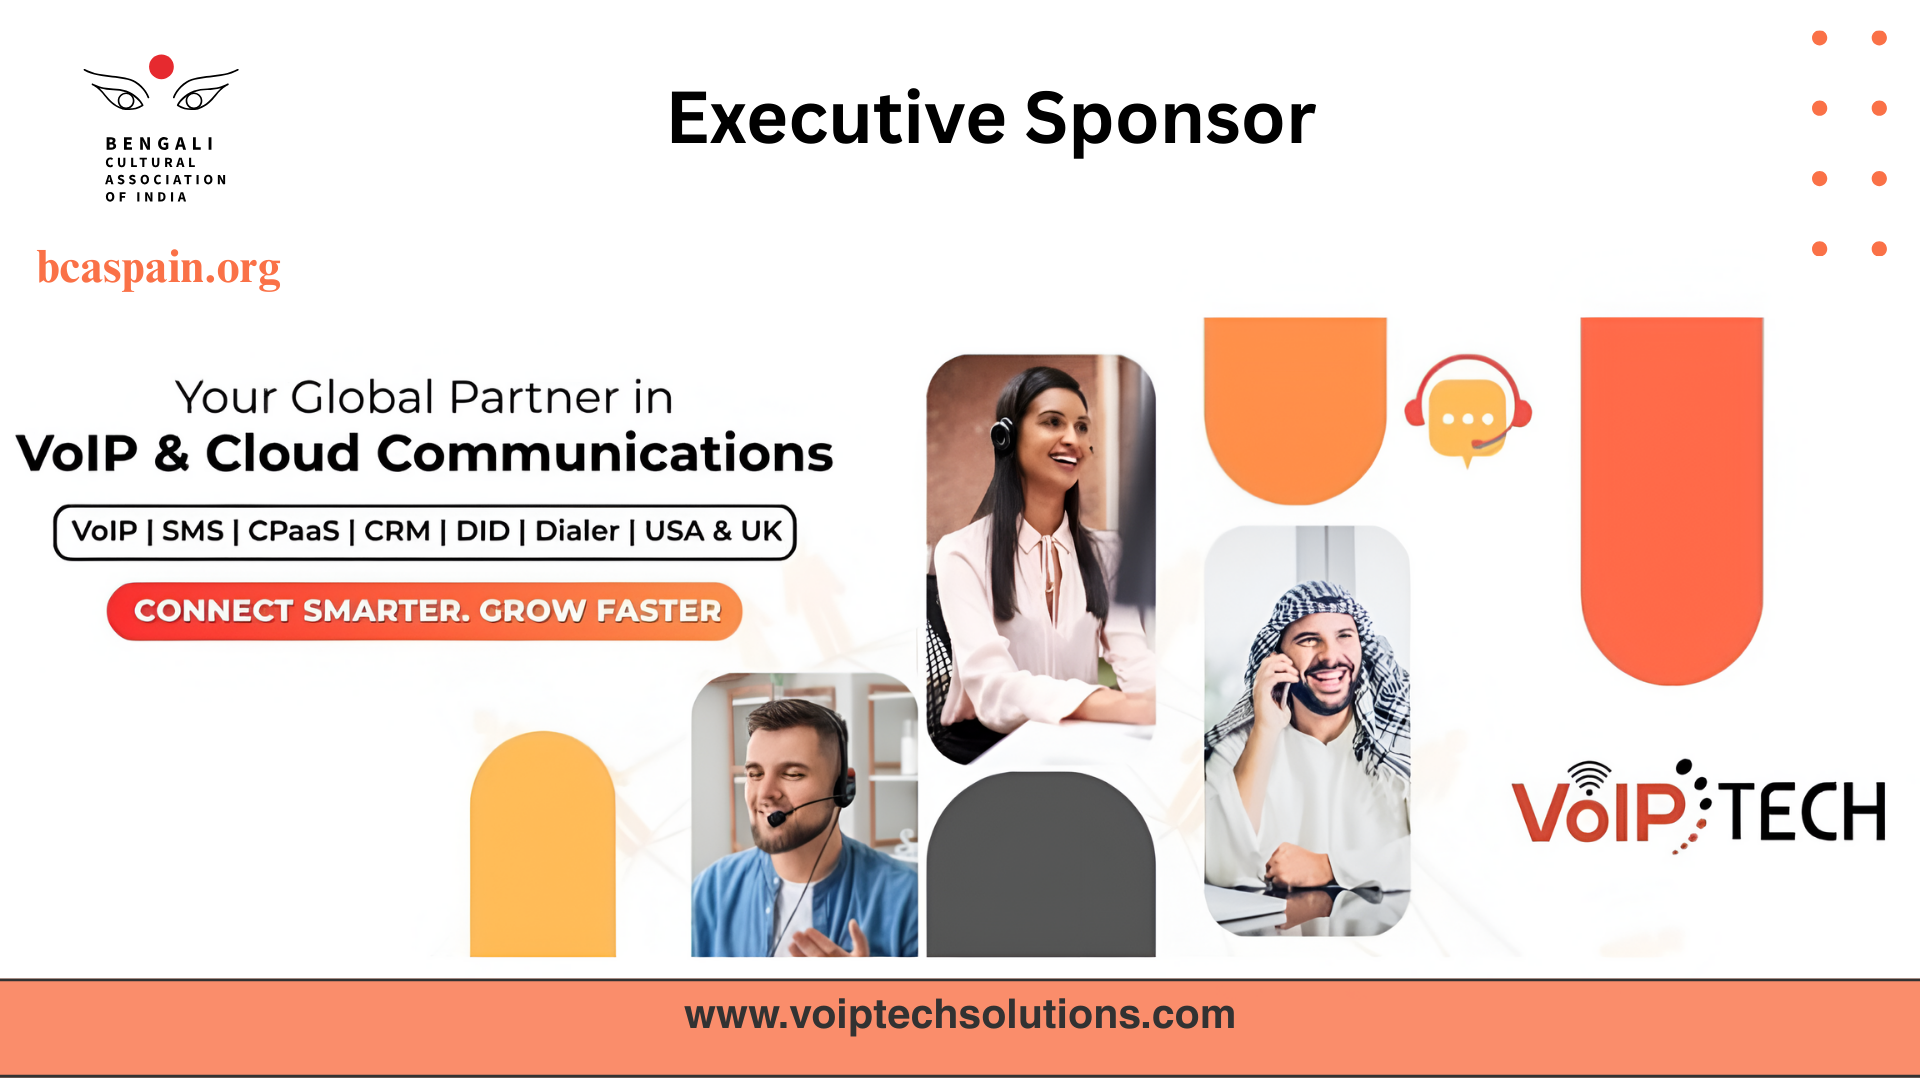 BENGALI
CULTURAL
ASSOCIATION
OF INDIA
Executive Sponsor
bcaspain.org
Your Global Partner in
VoIP & Cloud Communications
VoIP | SMS | CPaaS | CRM | DID | Dialer | USA & UK
CONNECT SMARTER. GROW FASTER
VoIP TECH
www.voiptechsolutions.com